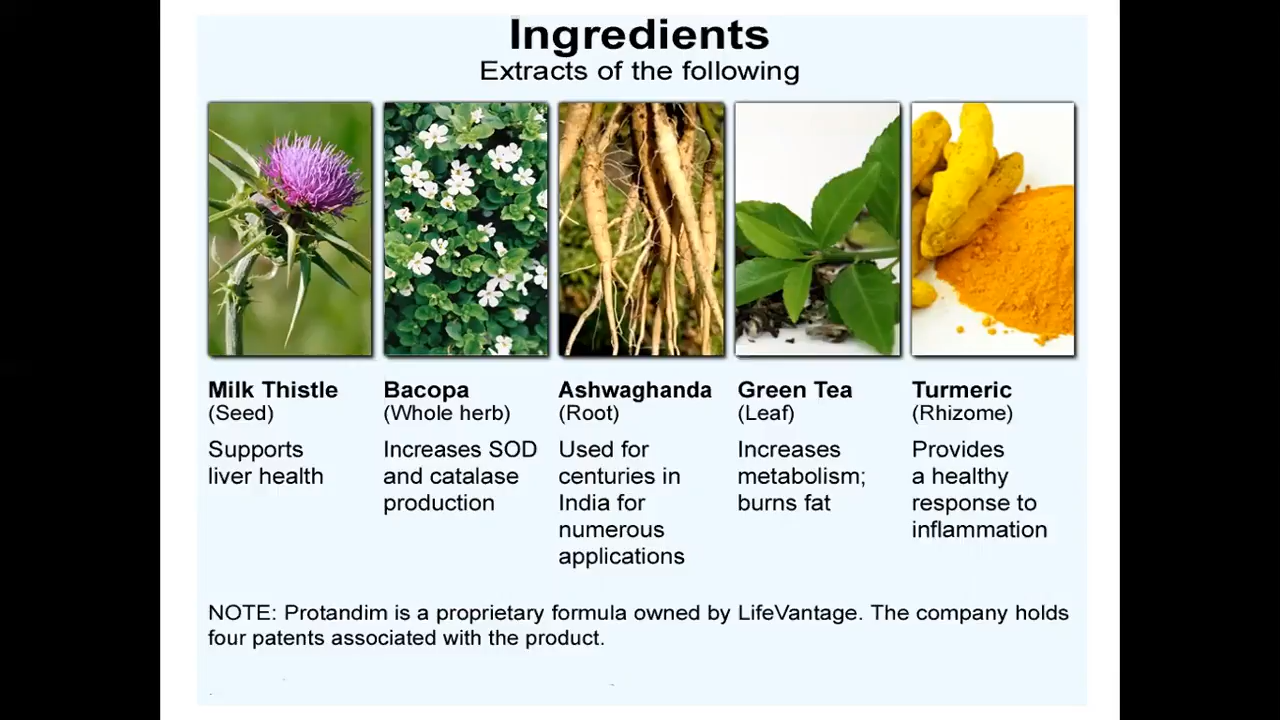 Ingredients
Extracts of the following
Milk Thistle
(Seed)
Supports
liver health
Bacopa
(Whole herb)
Increases SOD
and catalase
production
Ashwaghanda
(Root)
Used for
centuries in
India for
numerous
applications
Green Tea
(Leaf)
Increases
metabolism;
burns fat
Turmeric
(Rhizome)
Provides
a healthy
response to
inflammation
NOTE: Protandim is a proprietary formula owned by LifeVantage. The company holds
four patents associated with the product.